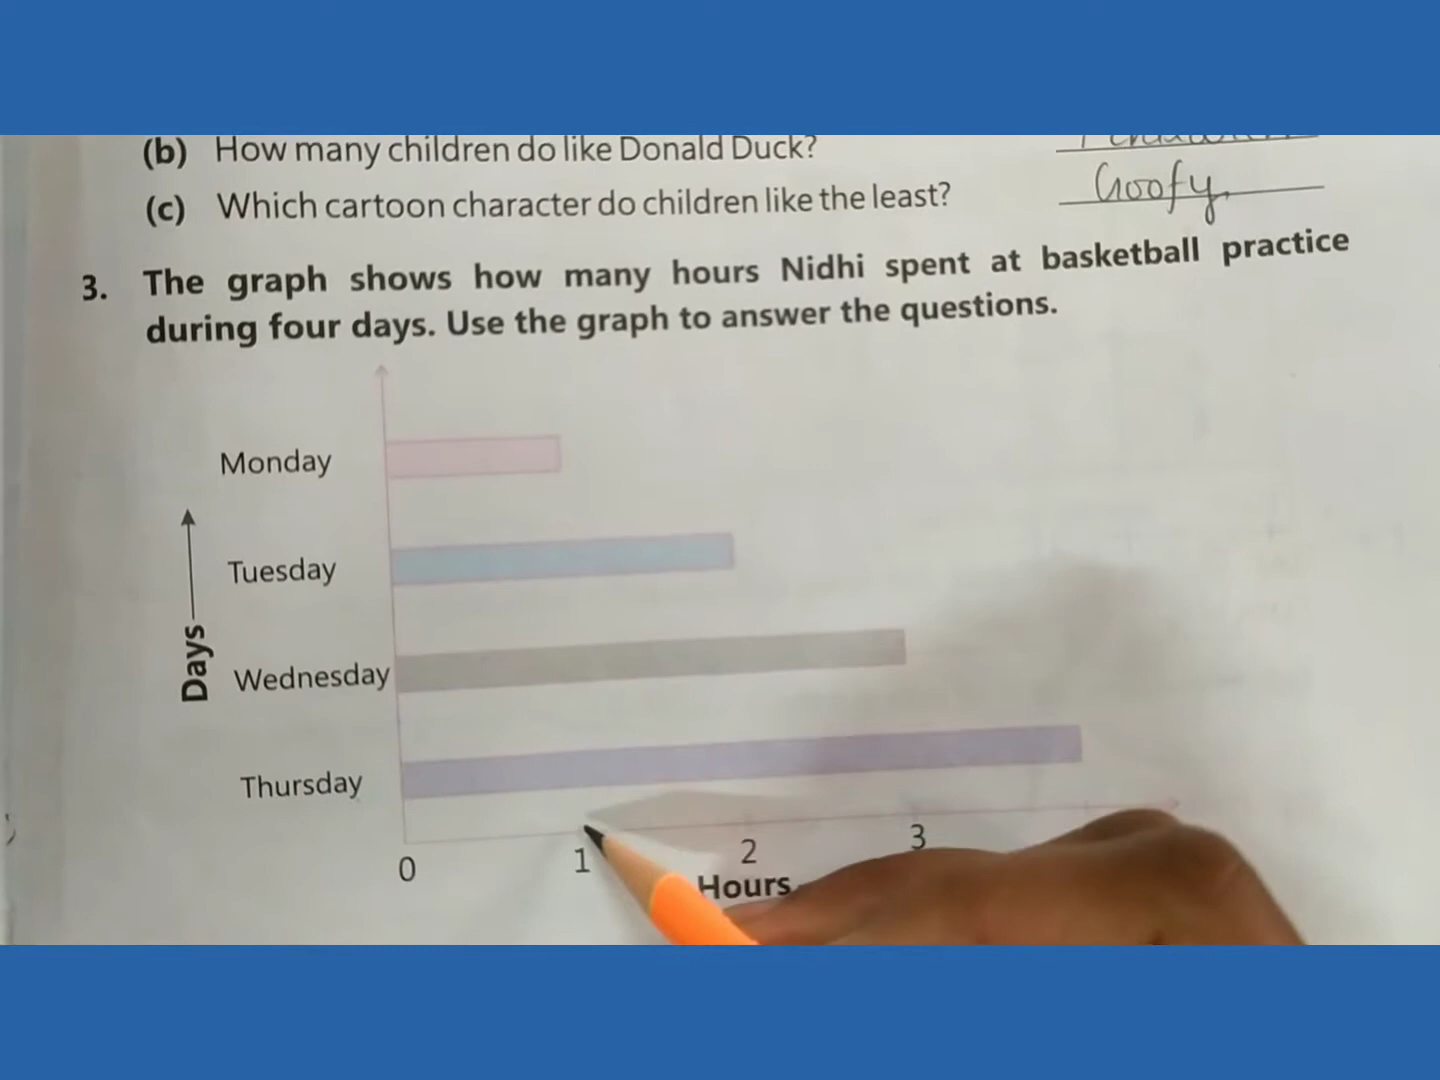 (b) How many children do like Donald Duck?
(c) Which cartoon character do children like the least? Goofy
3. The graph shows how many hours Nidhi spent at basketball practice
during four days. Use the graph to answer the questions.
Monday
Tuesday
Wednesday
Thursday
Days
0 1 2 3
Hours